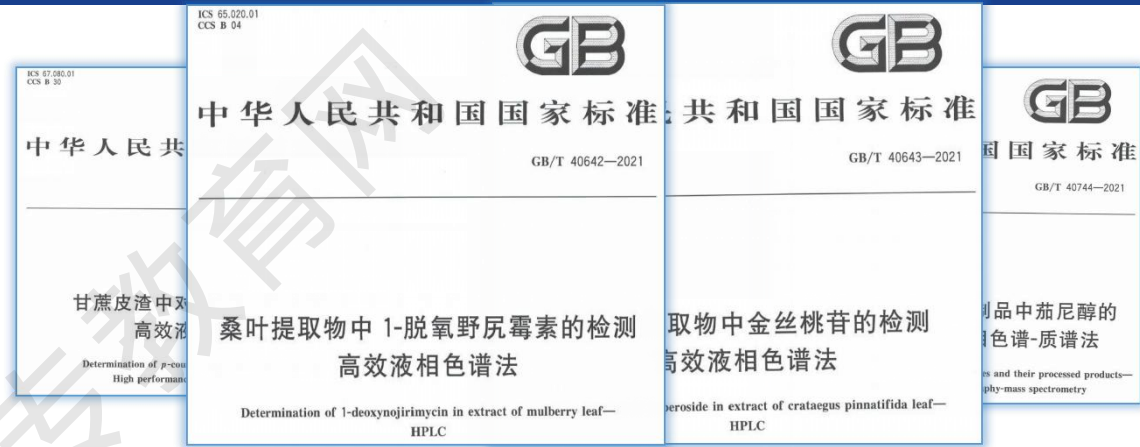 ICS 67.080.01
CCS B 30
中华人民共
甘蔗皮渣中对
高效液
Determination of p-cou
High performanc
ICS 65.020.01
CCS B 04
GB
中华人民共和国国家标准
GB/T 40642—2021
桑叶提取物中 1-脱氧野尻霉素的检测
高效液相色谱法
Determination of 1-deoxynojirimycin in extract of mulberry leaf—
HPLC
GB
共和国国家标准
GB/T 40643—2021
取物中金丝桃苷的检测
高效液相色谱法
peroside in extract of crataegus pinnatifida leaf—
HPLC
GB
国国家标准
GB/T 40744—2021
制品中茄尼醇的
相色谱-质谱法
es and their processed products—
phy-mass spectrometry
专教育网